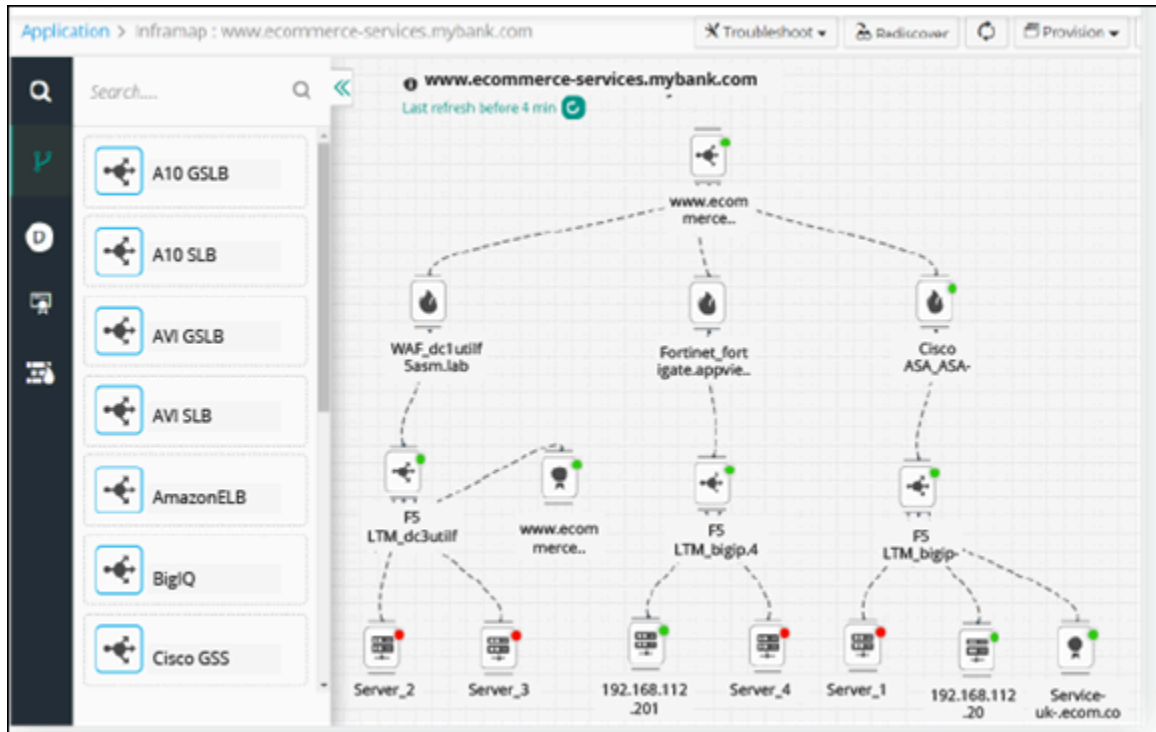 Application > Inframap : www.ecommerce-services.mybank.com
Troubleshoot
Rediscover
Provision
Search.....
www.ecommerce-services.mybank.com
Last refresh before 4 min
D
A10 GSLB
A10 SLB
AVI GSLB
AVI SLB
AmazonELB
BigIQ
Cisco GSS
www.ecom
merce..
WAF_dc1utilf
5asm.lab
Fortinet_fort
igate.appvie..
Cisco
ASA_ASA-
F5
LTM_dc3utilf
www.ecom
merce..
F5
LTM_bigip.4
F5
LTM_bigip-
Server_2
Server_3
192.168.112
.201
Server_4
Server_1
192.168.112
.20
Service-
uk-.ecom.co